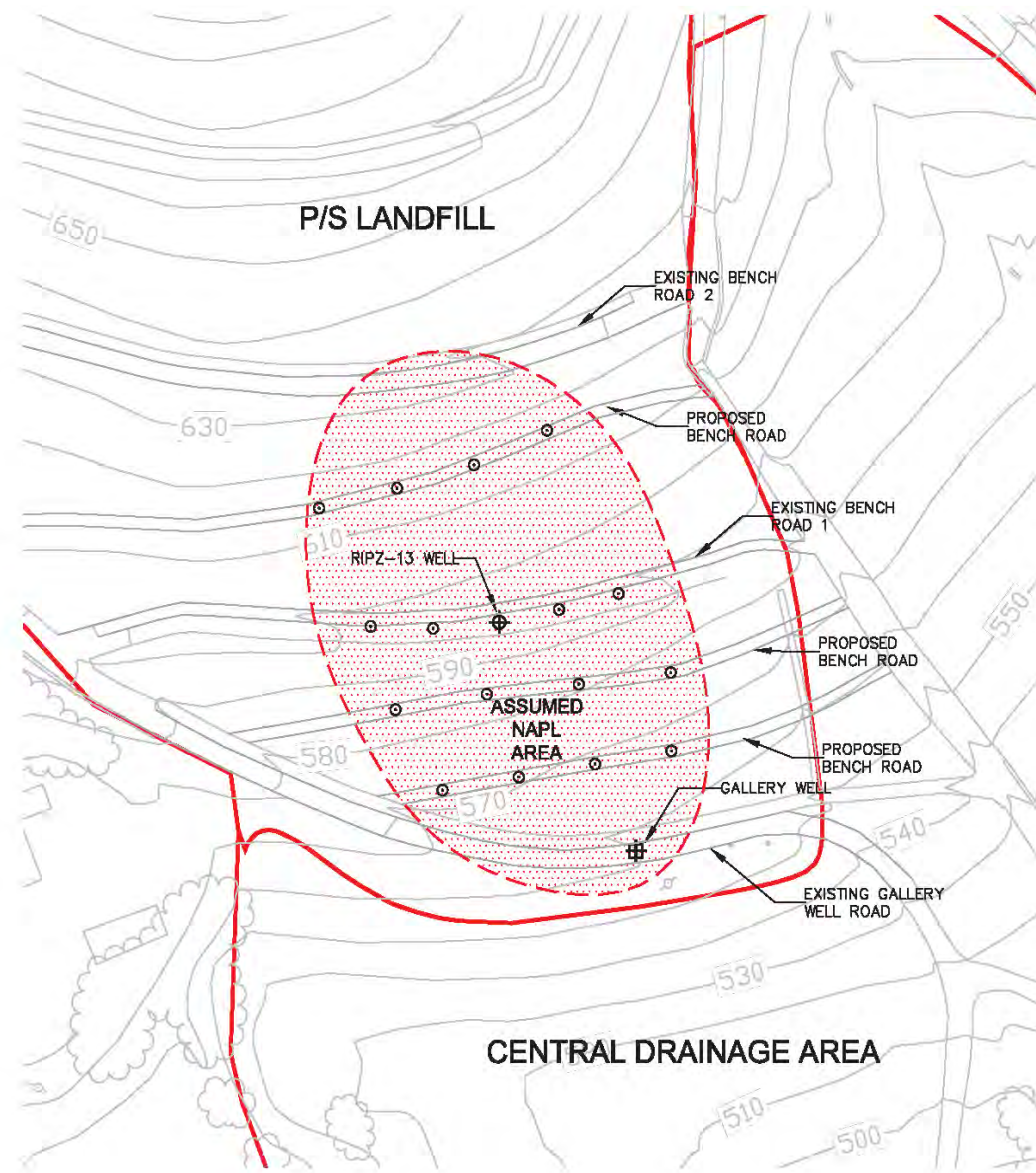 650
P/S LANDFILL
EXISTING BENCH
ROAD 2
630
PROPOSED
BENCH ROAD
EXISTING BENCH
ROAD 1
610
RIPZ-13 WELL
550
590
PROPOSED
BENCH ROAD
ASSUMED
NAPL
AREA
580
PROPOSED
BENCH ROAD
570
GALLERY WELL
540
EXISTING GALLERY
WELL ROAD
530
CENTRAL DRAINAGE AREA
510
500